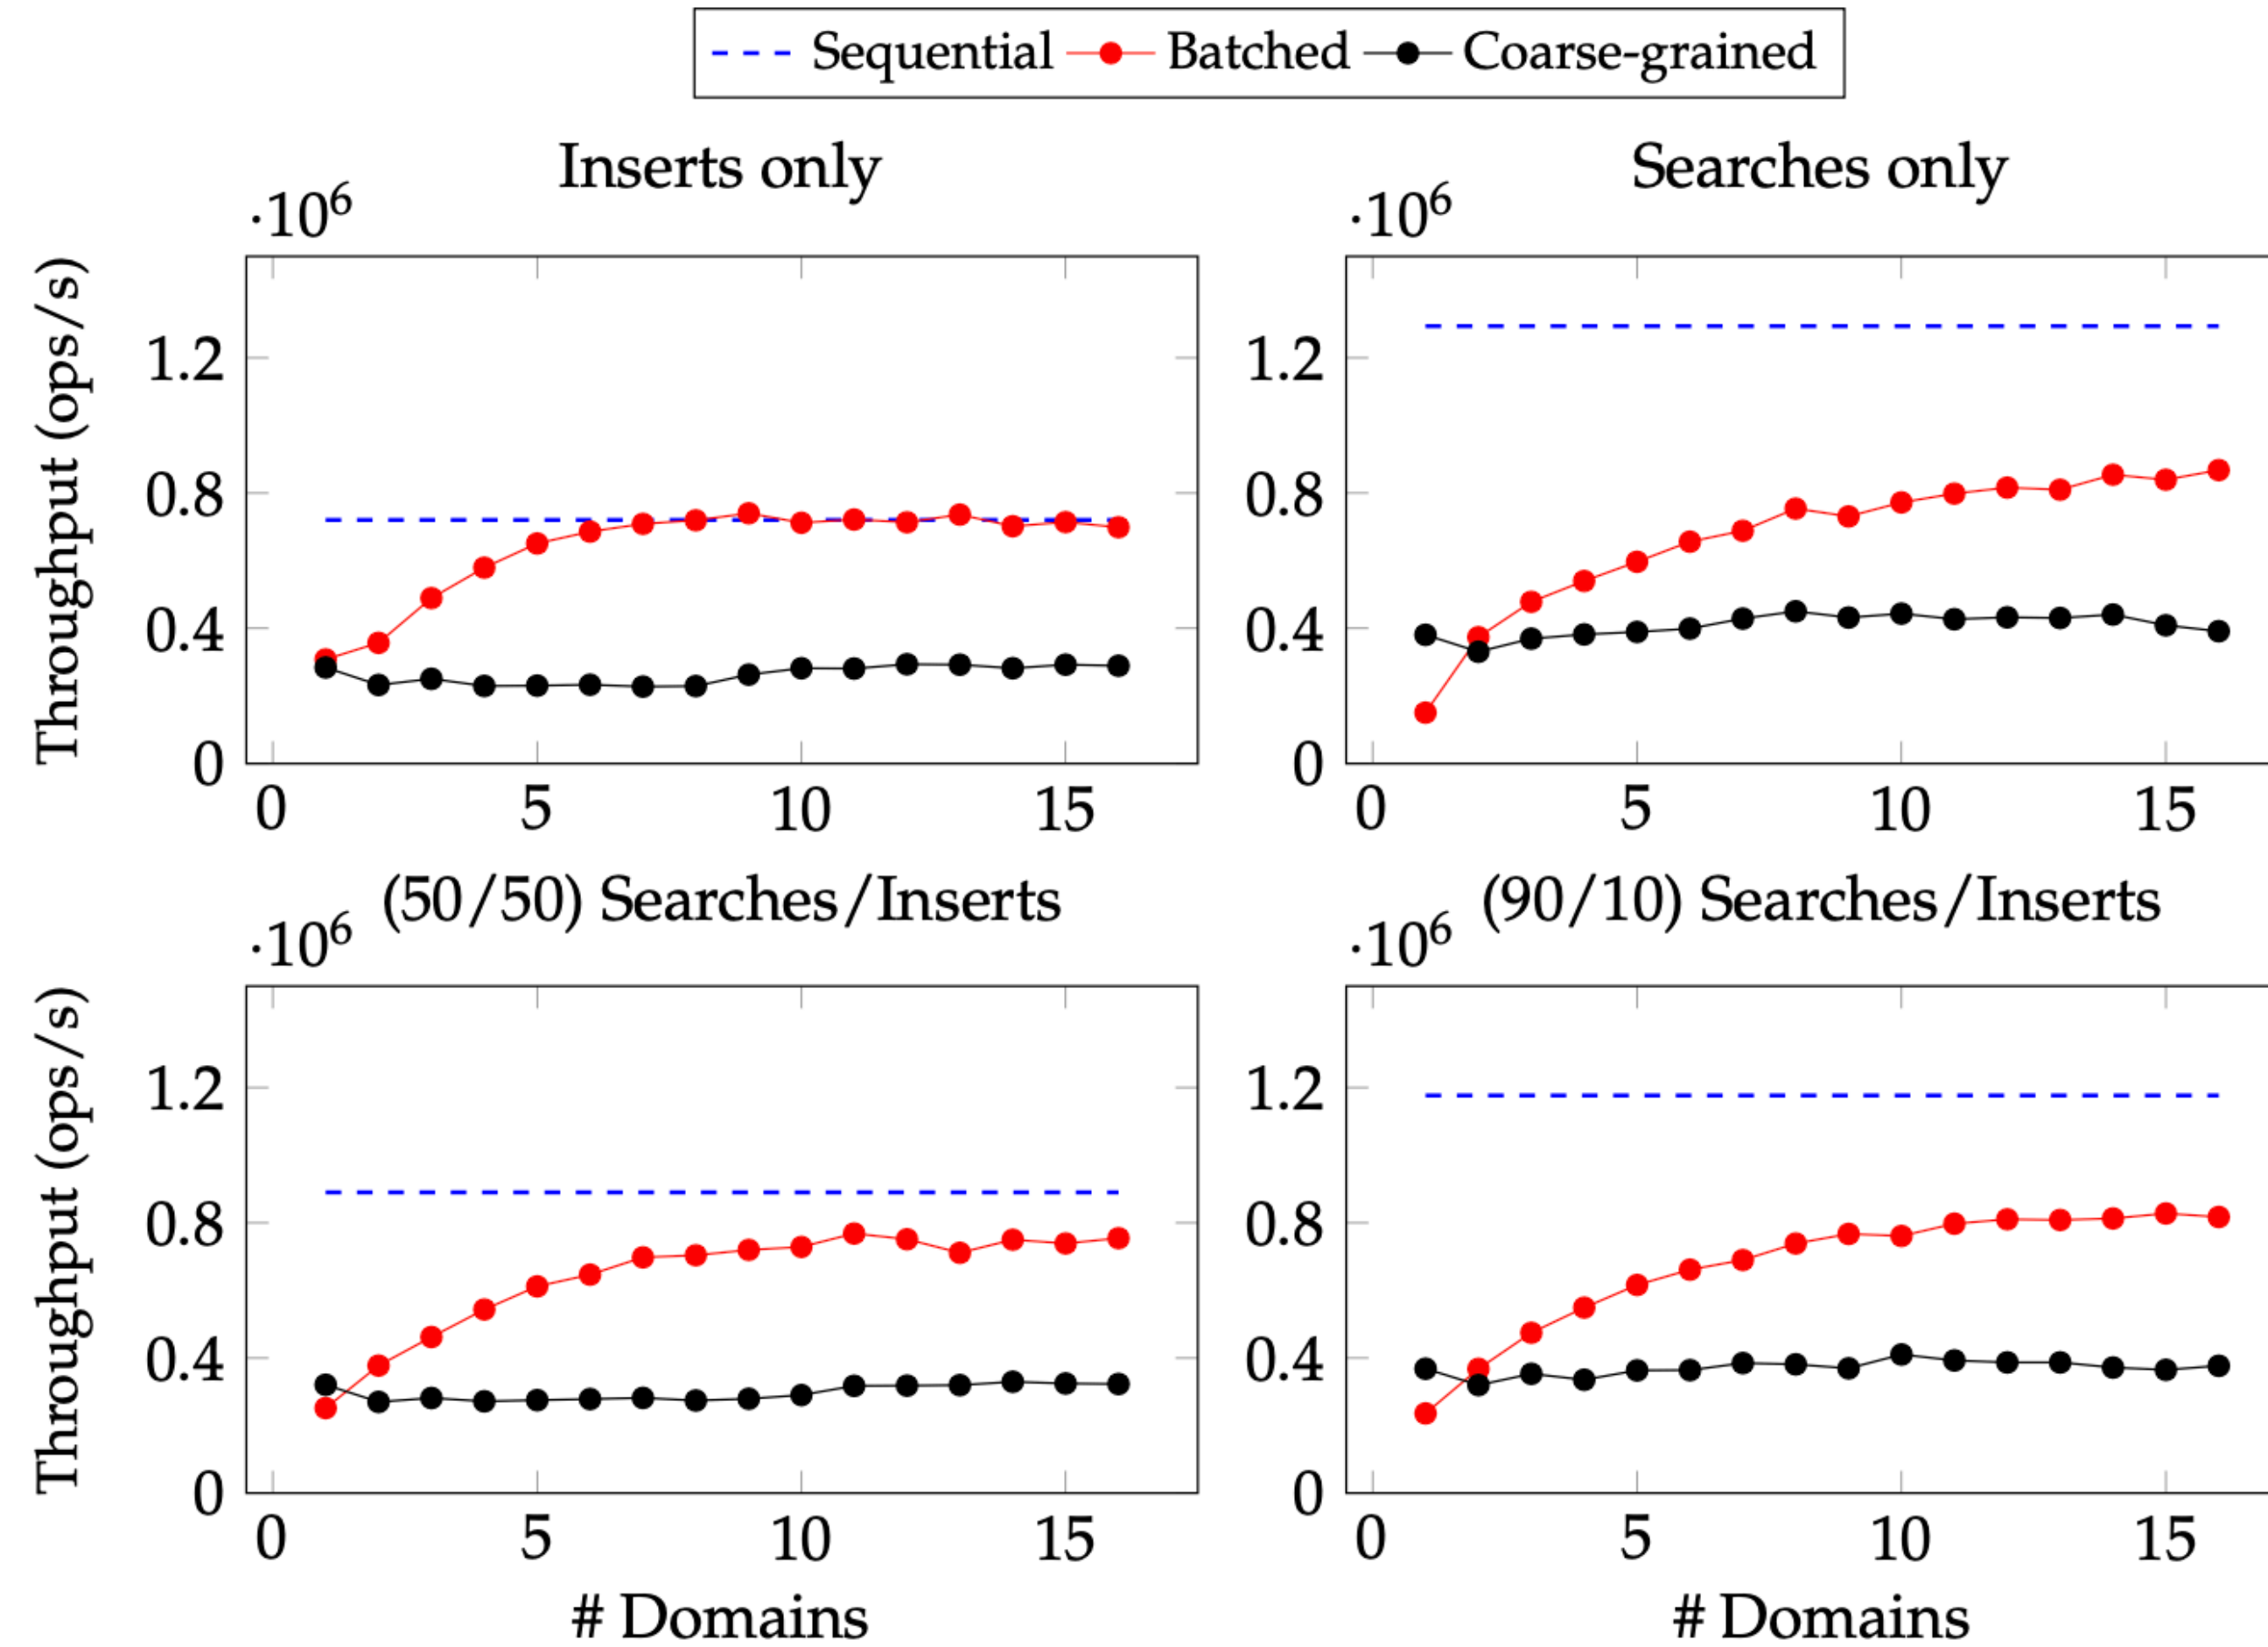 Sequential Batched Coarse-grained
Inserts only
Searches only
·10⁶
·10⁶
Throughput (ops/s)
1.2
0.8
0.4
0
0 5 10 15
1.2
0.8
0.4
0
0 5 10 15
(50/50) Searches/Inserts
(90/10) Searches/Inserts
·10⁶
·10⁶
Throughput (ops/s)
1.2
0.8
0.4
0
0 5 10 15
# Domains
1.2
0.8
0.4
0
0 5 10 15
# Domains